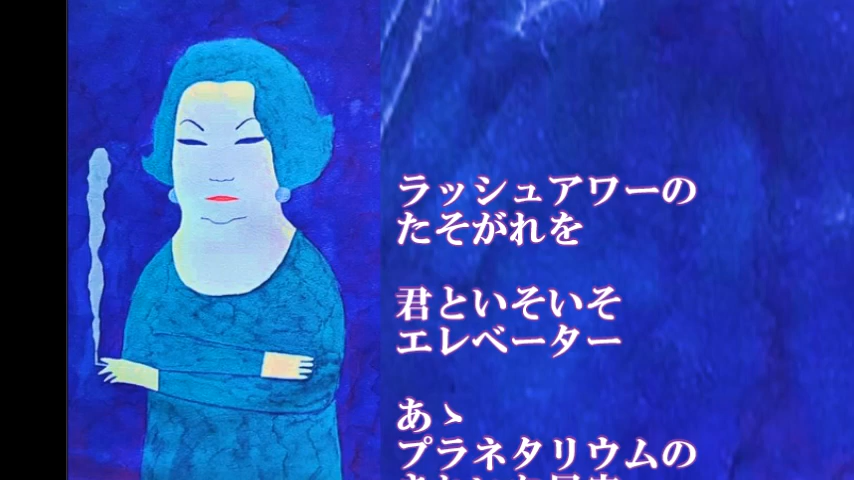 ラッシュアワーの
たそがれを
君といそいそ
エレベーター
あゝ
プラネタリウムの